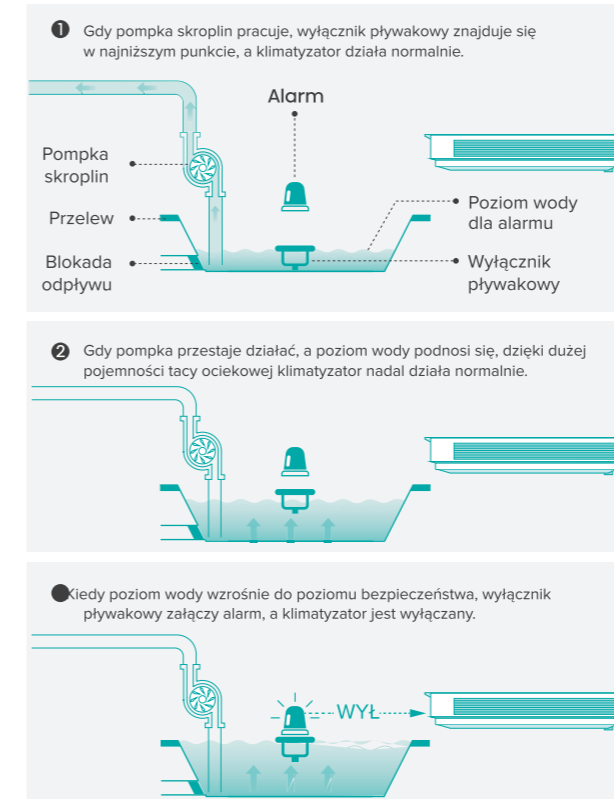 1 Gdy pompka skroplin pracuje, wyłącznik pływakowy znajduje się
w najniższym punkcie, a klimatyzator działa normalnie.
Alarm
Pompka
skroplin
Przelew
Blokada
odpływu
Poziom wody
dla alarmu
Wyłącznik
pływakowy
2 Gdy pompka przestaje działać, a poziom wody podnosi się, dzięki dużej
pojemności tacy ociekowej klimatyzator nadal działa normalnie.
Kiedy poziom wody wzrośnie do poziomu bezpieczeństwa, wyłącznik
pływakowy załączy alarm, a klimatyzator jest wyłączany.
WYŁ